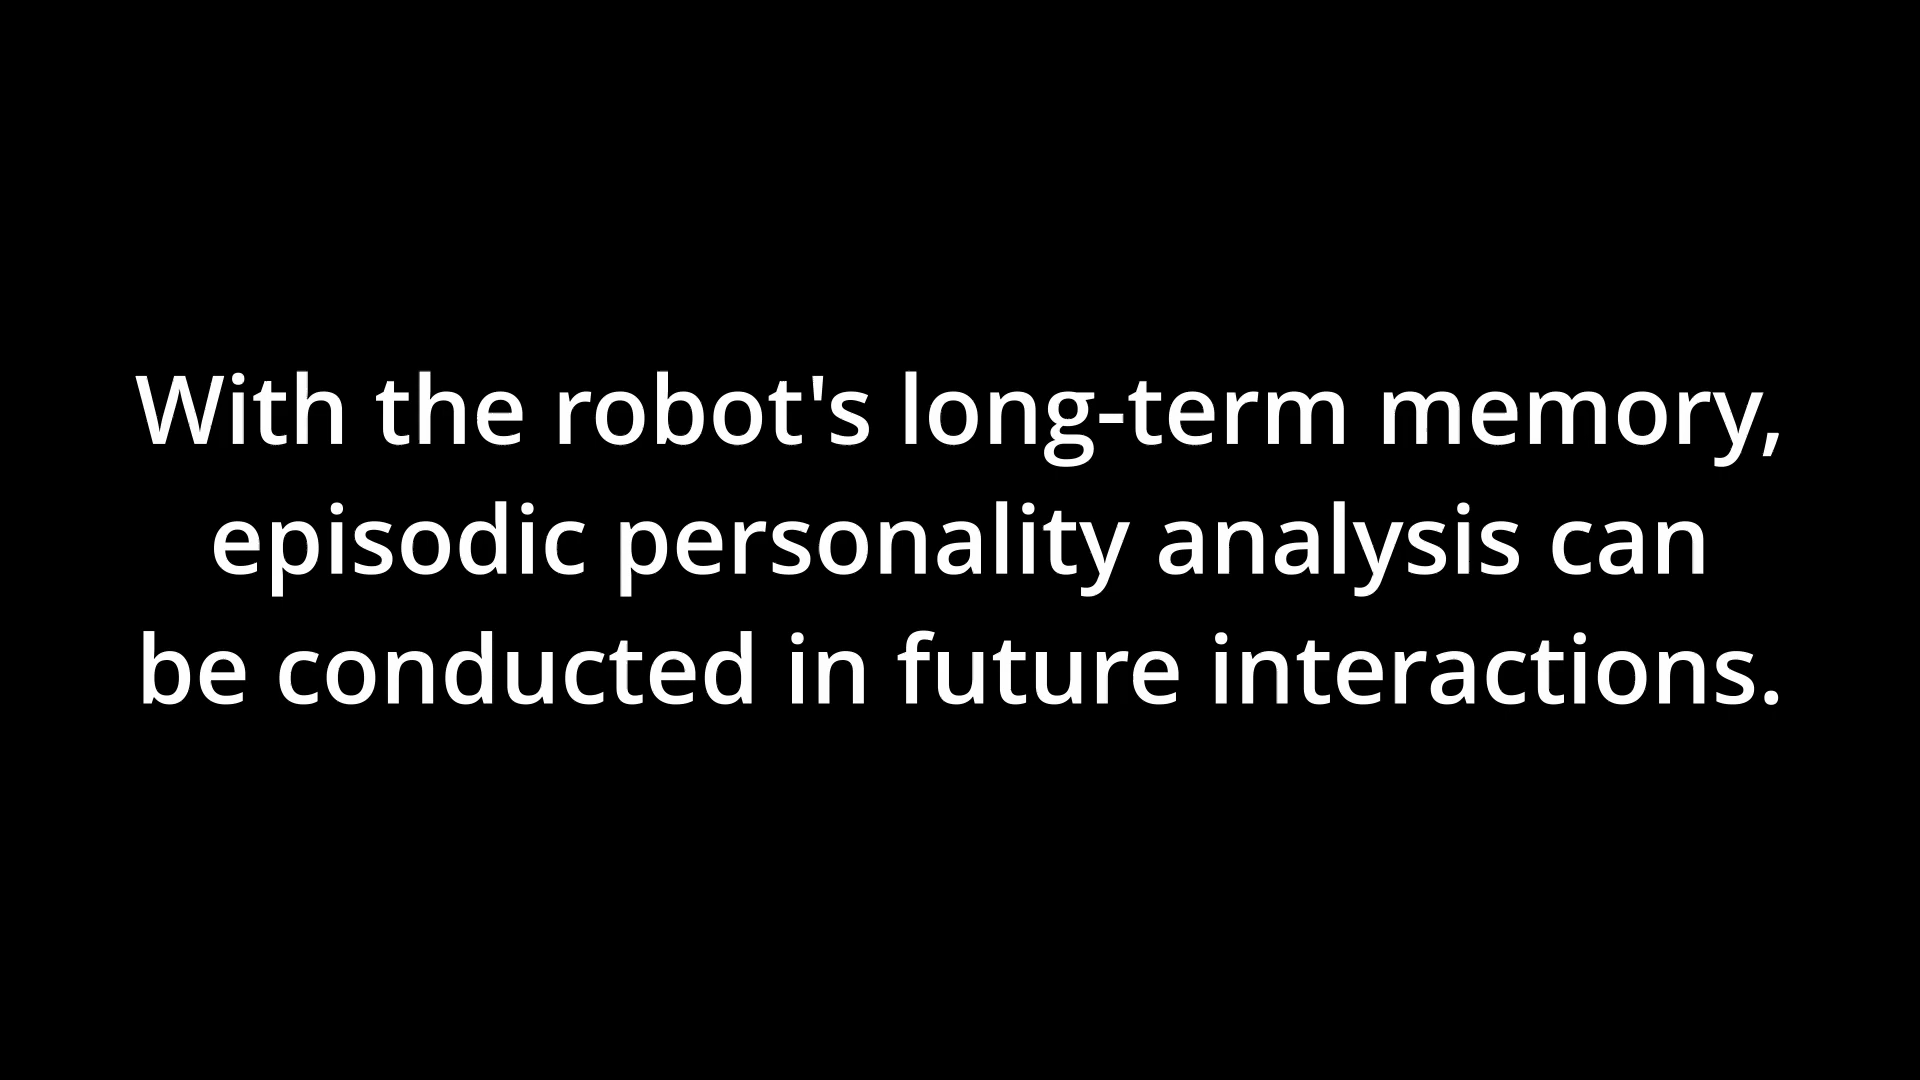 With the robot's long-term memory,
episodic personality analysis can
be conducted in future interactions.